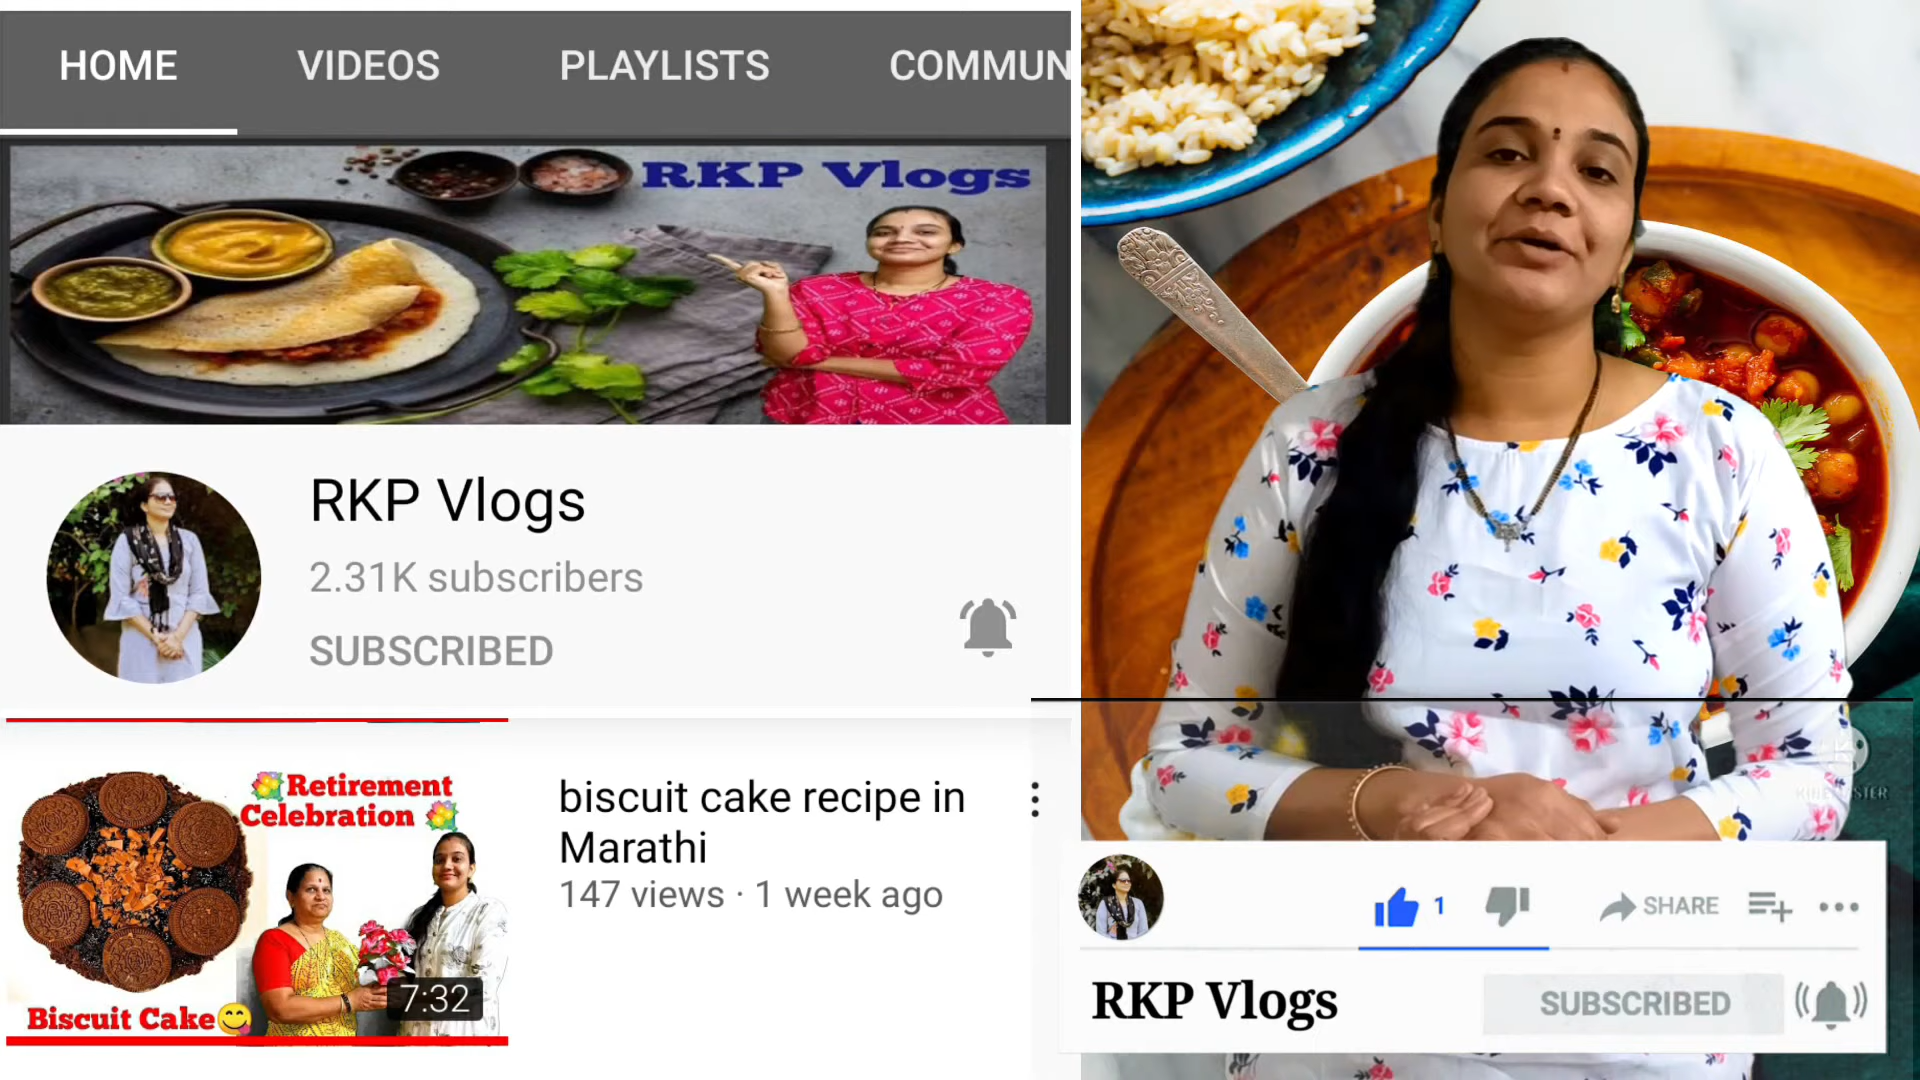 HOME VIDEOS PLAYLISTS COMMUN
RKP Vlogs
RKP Vlogs
2.31K subscribers
SUBSCRIBED
Retirement
Celebration
Biscuit Cake
7:32
biscuit cake recipe in
Marathi
147 views · 1 week ago
KINEMASTER
1 SHARE
RKP Vlogs SUBSCRIBED